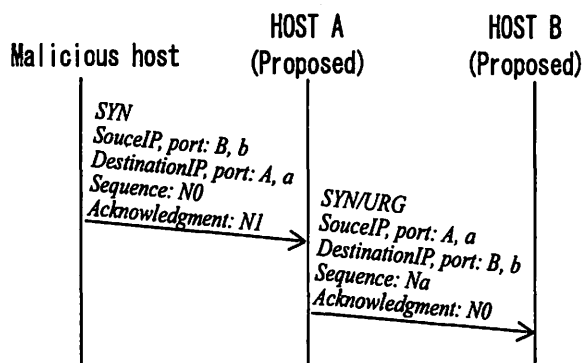 Malicious host
HOST A
(Proposed)
HOST B
(Proposed)
SYN
SouceIP, port: B, b
DestinationIP, port: A, a
Sequence: N0
Acknowledgment: N1
SYN/URG
SouceIP, port: A, a
DestinationIP, port: B, b
Sequence: Na
Acknowledgment: N0